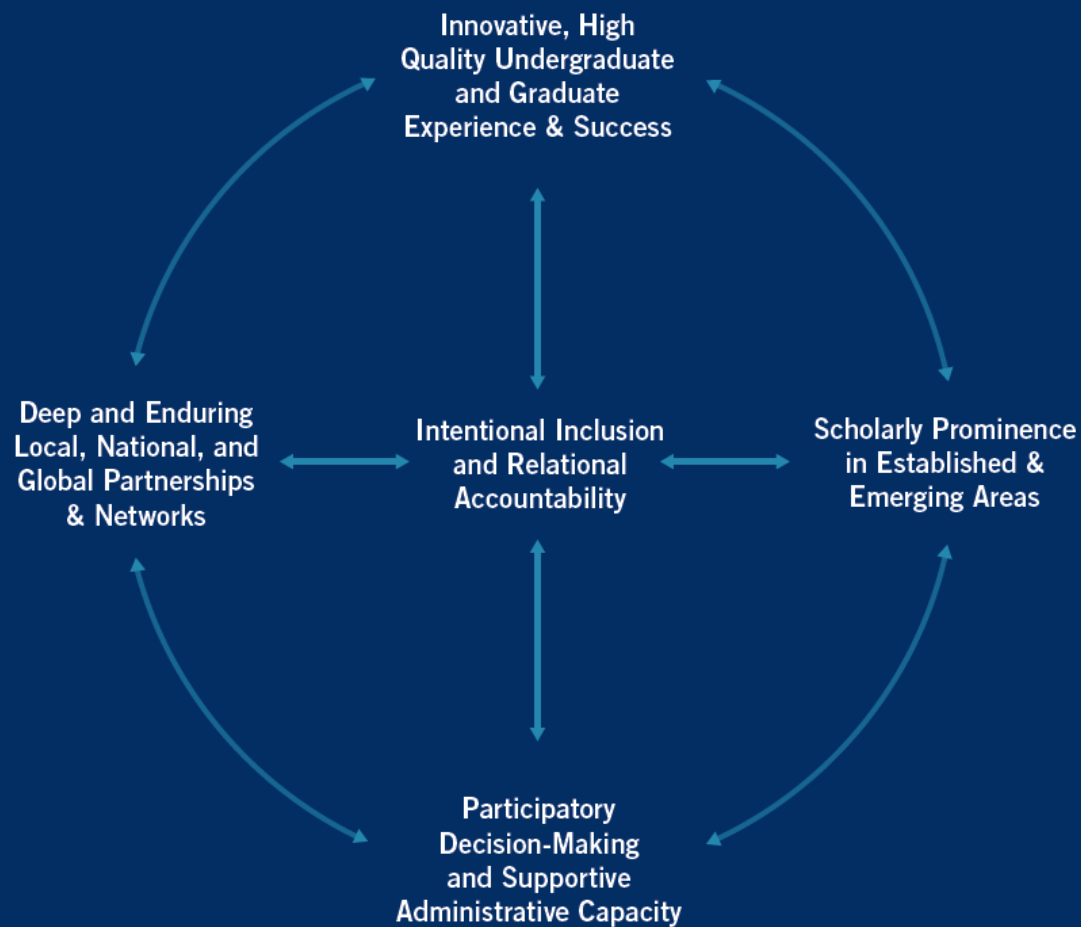 Innovative, High
Quality Undergraduate
and Graduate
Experience & Success
Deep and Enduring
Local, National, and
Global Partnerships
& Networks
Intentional Inclusion
and Relational
Accountability
Scholarly Prominence
in Established &
Emerging Areas
Participatory
Decision-Making
and Supportive
Administrative Capacity